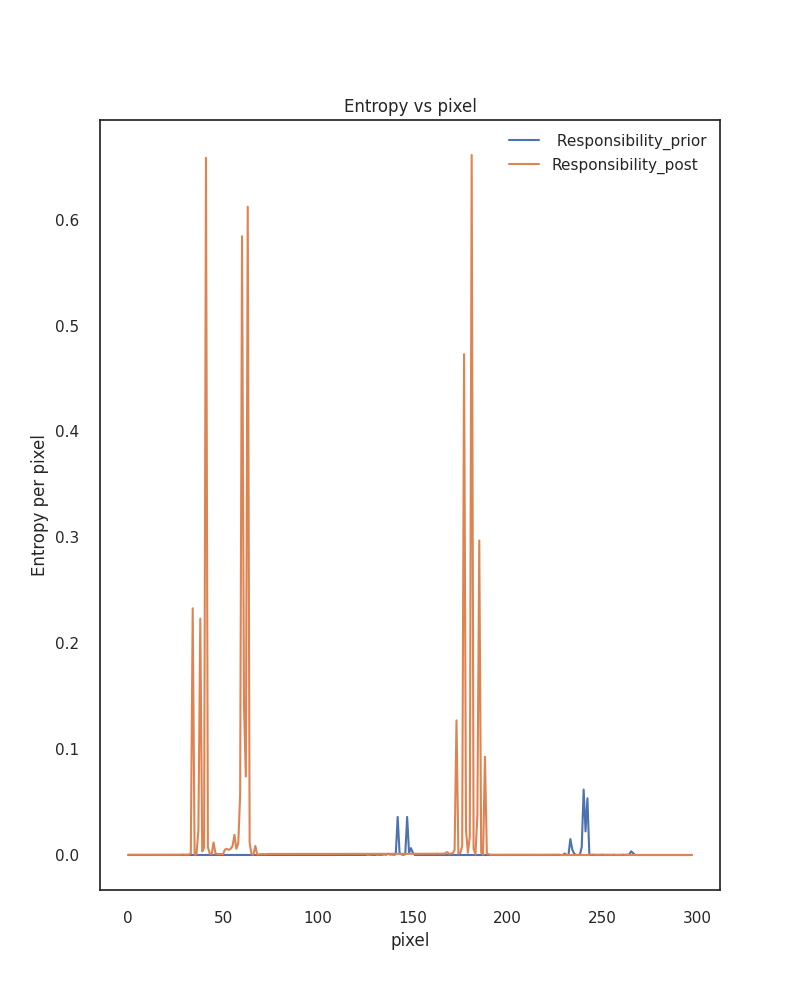 Entropy vs pixel
Responsibility_prior
Responsibility_post
Entropy per pixel
0.6
0.5
0.4
0.3
0.2
0.1
0.0
0 50 100 150 200 250 300
pixel